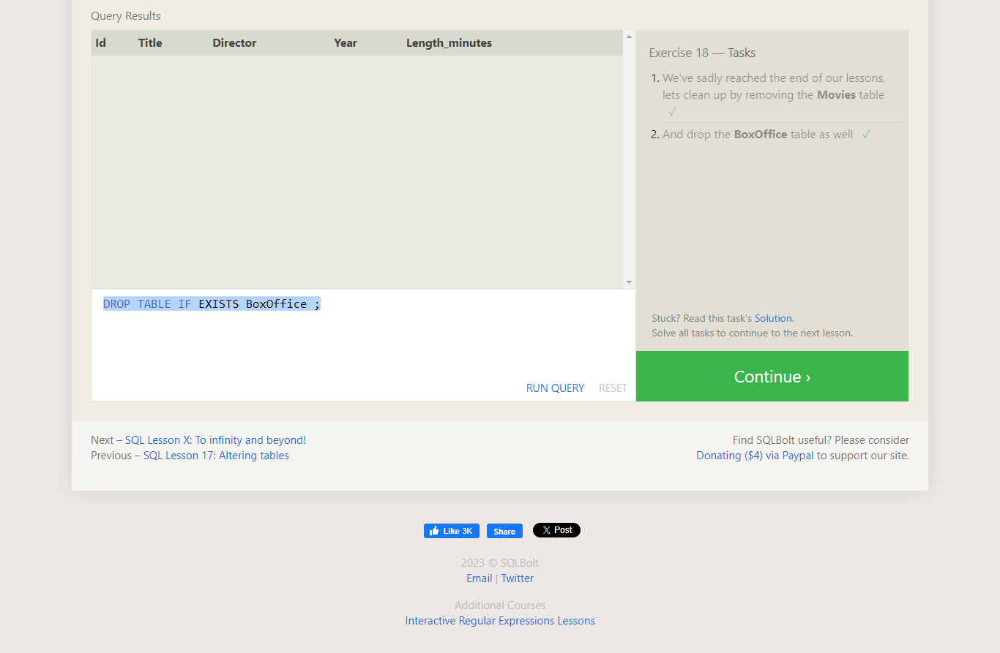 Query Results
Id Title Director Year Length_minutes
Exercise 18 — Tasks
1. We've sadly reached the end of our lessons,
lets clean up by removing the Movies table
✓
2. And drop the BoxOffice table as well ✓
DROP TABLE IF EXISTS BoxOffice ;
RUN QUERY RESET
Stuck? Read this task's Solution.
Solve all tasks to continue to the next lesson.
Continue ›
Next – SQL Lesson X: To infinity and beyond!
Previous – SQL Lesson 17: Altering tables
Find SQLBolt useful? Please consider
Donating ($4) via Paypal to support our site.
Like 3K Share X Post
2023 © SQLBolt
Email | Twitter
Additional Courses
Interactive Regular Expressions Lessons